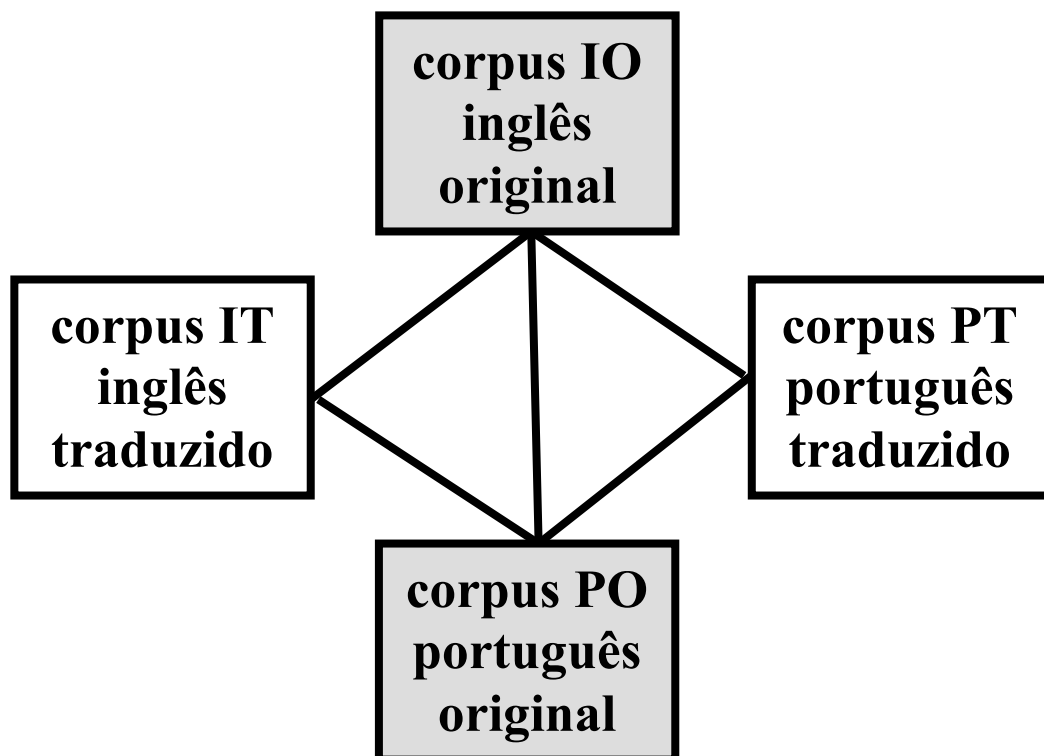 corpus IO
inglês
original
corpus IT
inglês
traduzido
corpus PT
português
traduzido
corpus PO
português
original